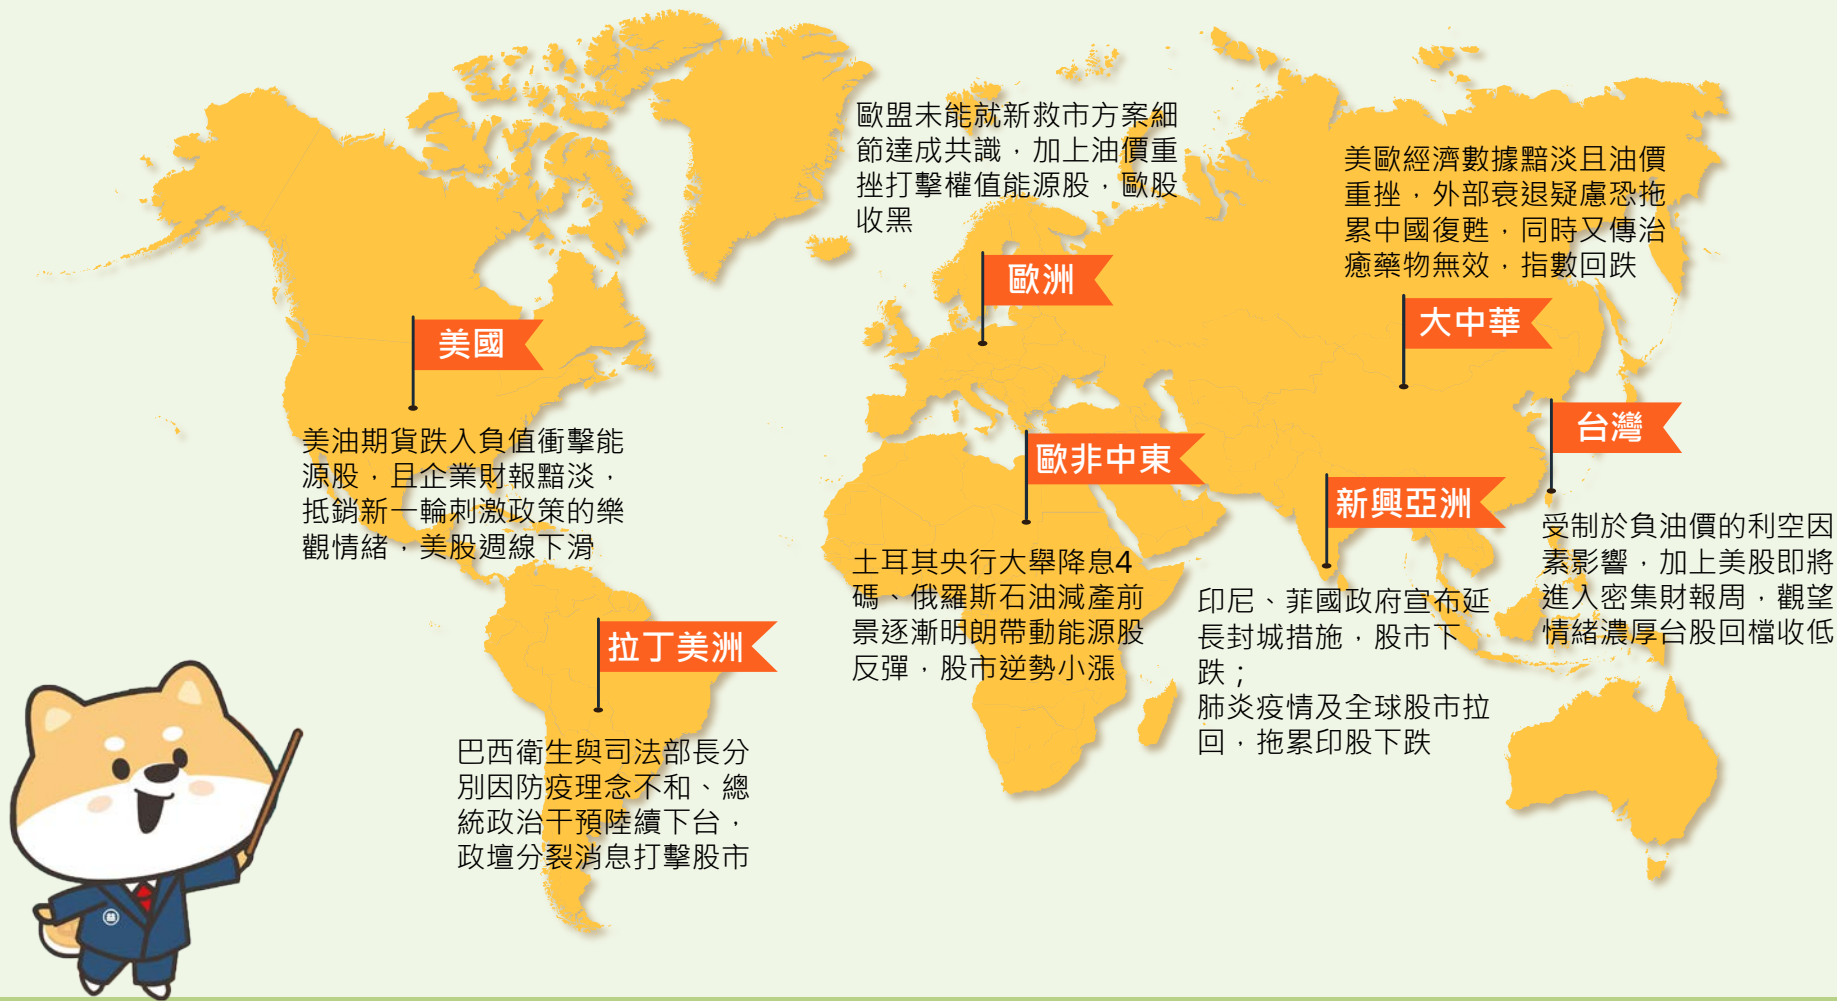 歐盟未能就新救市方案細
節達成共識，加上油價重
挫打擊權值能源股，歐股
收黑
歐洲
美歐經濟數據黯淡且油價
重挫，外部衰退疑慮恐拖
累中國復甦，同時又傳治
癒藥物無效，指數回跌
大中華
美國
美油期貨跌入負值衝擊能
源股，且企業財報黯淡，
抵銷新一輪刺激政策的樂
觀情緒，美股週線下滑
歐非中東
土耳其央行大舉降息4
碼、俄羅斯石油減產前
景逐漸明朗帶動能源股
反彈，股市逆勢小漲
新興亞洲
印尼、菲國政府宣布延
長封城措施，股市下
跌；
肺炎疫情及全球股市拉
回，拖累印股下跌
台灣
受制於負油價的利空因
素影響，加上美股即將
進入密集財報周，觀望
情緒濃厚台股回檔收低
拉丁美洲
巴西衛生與司法部長分
別因防疫理念不和、總
統政治干預陸續下台，
政壇分裂消息打擊股市